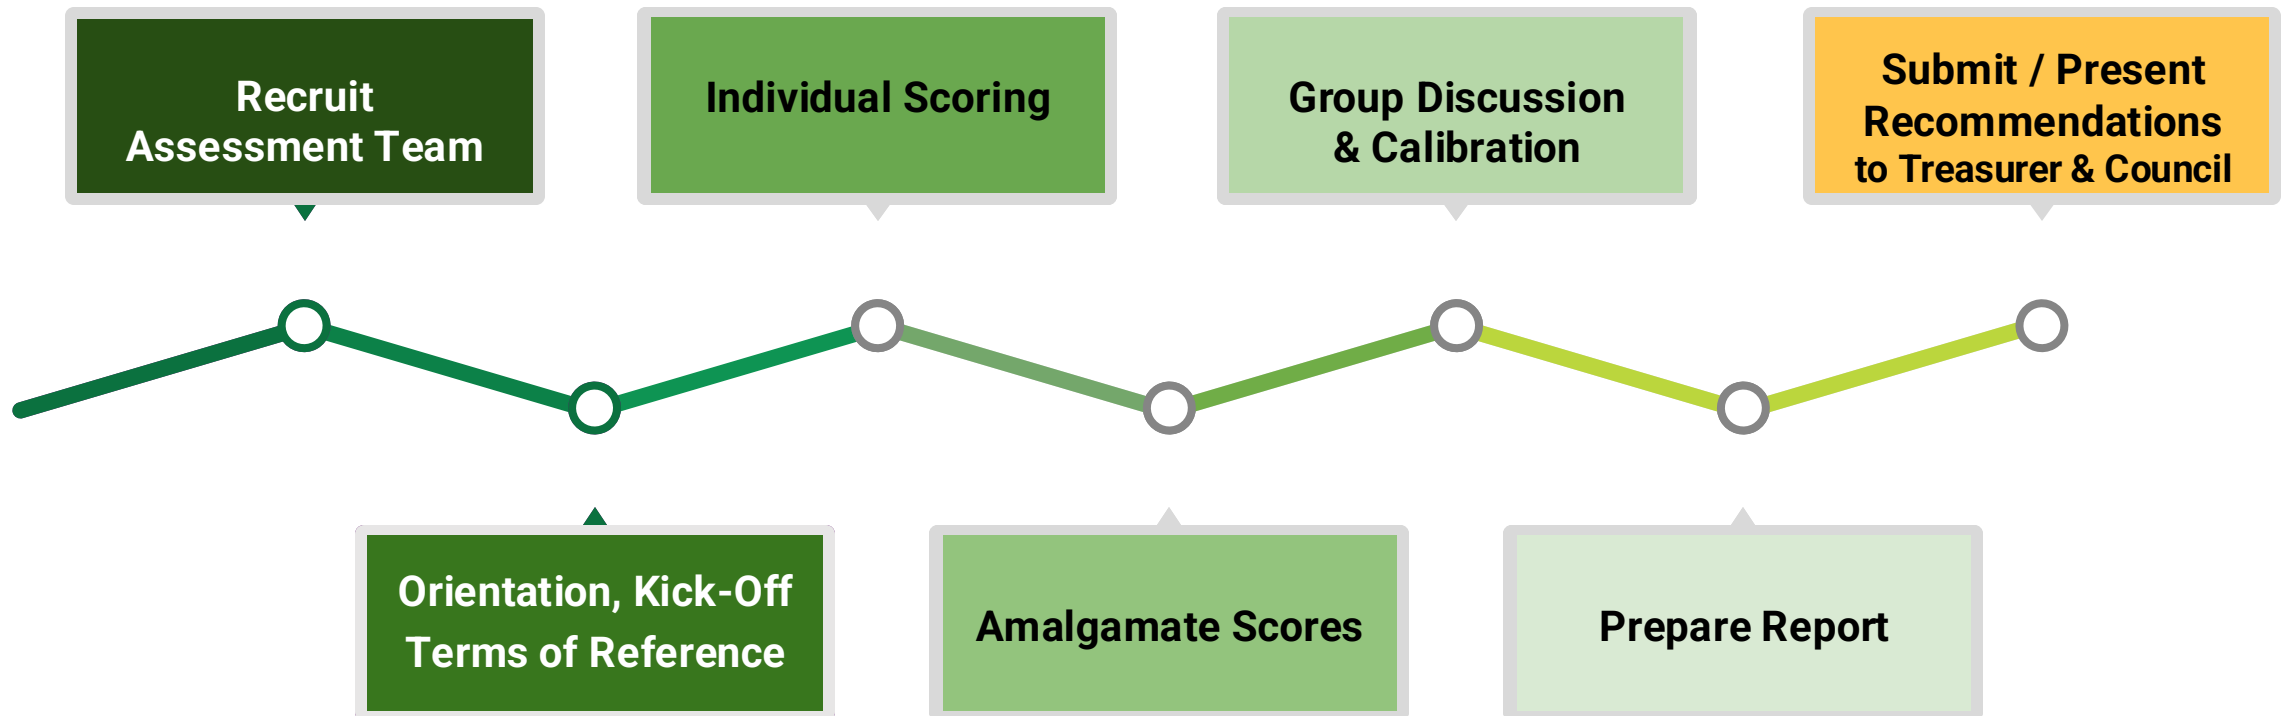 Recruit
Assessment Team
Orientation, Kick-Off
Terms of Reference
Individual Scoring
Amalgamate Scores
Group Discussion
& Calibration
Prepare Report
Submit / Present
Recommendations
to Treasurer & Council